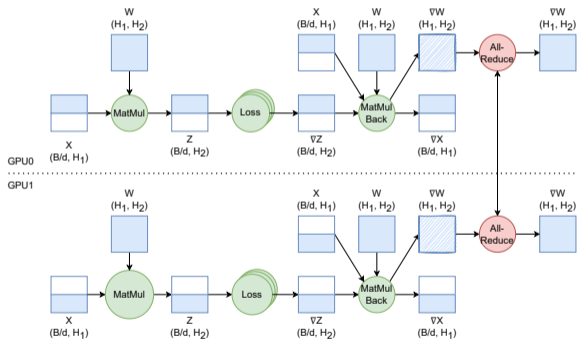 W
(H₁, H₂)
X
(B/d, H₁)
W
(H₁, H₂)
∇W
(H₁, H₂)
∇W
(H₁, H₂)
All-
Reduce
MatMul
Loss
MatMul
Back
X
(B/d, H₁)
Z
(B/d, H₂)
∇Z
(B/d, H₂)
∇X
(B/d, H₁)
GPU0
GPU1
W
(H₁, H₂)
X
(B/d, H₁)
W
(H₁, H₂)
∇W
(H₁, H₂)
∇W
(H₁, H₂)
All-
Reduce
MatMul
Loss
MatMul
Back
X
(B/d, H₁)
Z
(B/d, H₂)
∇Z
(B/d, H₂)
∇X
(B/d, H₁)